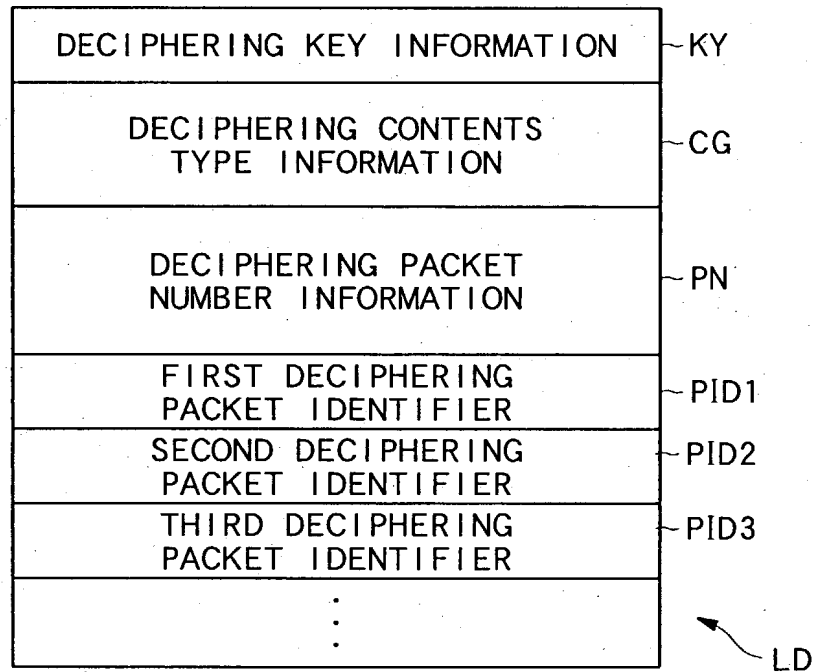 DECIPHERING KEY INFORMATION
KY
DECIPHERING CONTENTS
TYPE INFORMATION
CG
DECIPHERING PACKET
NUMBER INFORMATION
PN
FIRST DECIPHERING
PACKET IDENTIFIER
PID1
SECOND DECIPHERING
PACKET IDENTIFIER
PID2
THIRD DECIPHERING
PACKET IDENTIFIER
PID3
LD